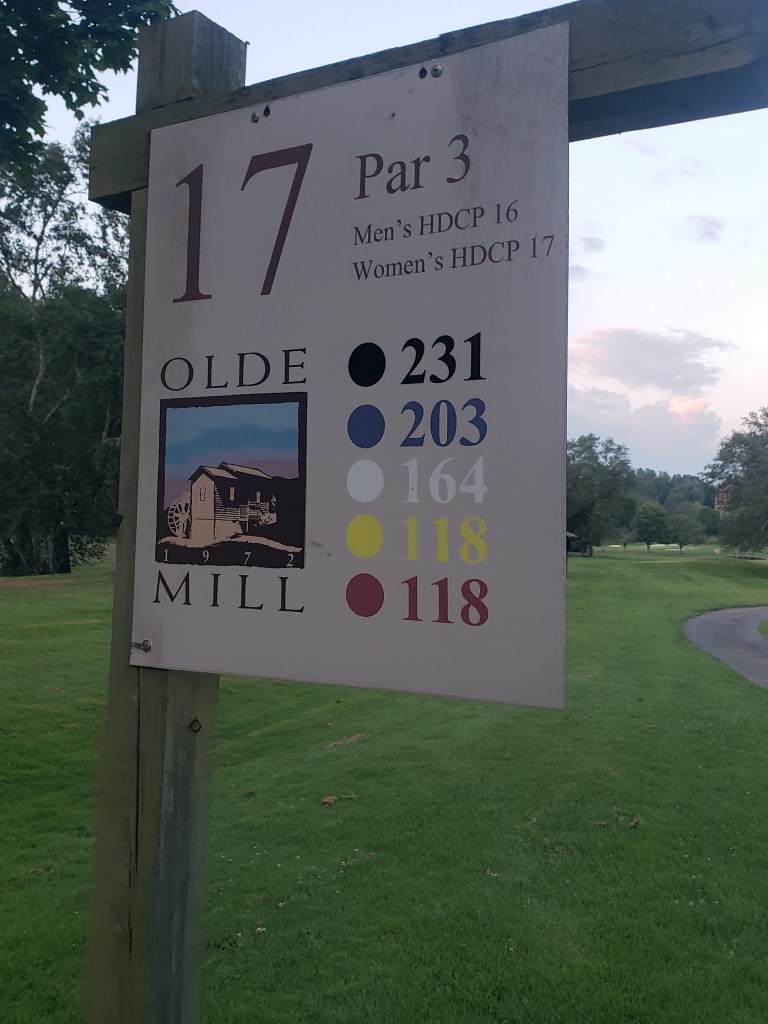 17
Par 3
Men's HDCP 16
Women's HDCP 17
OLDE
1972
MILL
231
203
164
118
118